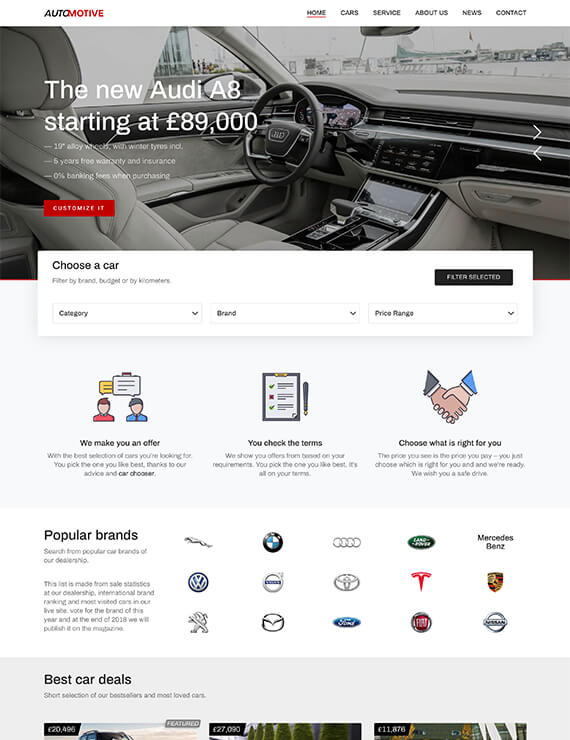 AUTOMOTIVE
HOME CARS SERVICE ABOUT US NEWS CONTACT
The new Audi A8
starting at £89,000
— 19" alloy wheels, with winter tyres incl.
— 5 years free warranty and insurance
— 0% banking fees when purchasing
CUSTOMIZE IT
Choose a car
Filter by brand, budget or by kilometers.
FILTER SELECTED
Category
Brand
Price Range
We make you an offer
With the best selection of cars you're looking for.
You pick the one you like best, thanks to our
advice and car chooser.
You check the terms
We show you offers from based on your
requirements. You pick the one you like best, it's
all on your terms.
Choose what is right for you
The price you see is the price you pay – you just
choose which is right for you and and we're ready.
We wish you a safe drive.
Popular brands
Search from popular car brands of
our dealership.
This list is made from sale statistics
at our dealership, international brand
ranking and most visited cars in our
live site. vote for the brand of this
year and at the end of 2018 we will
publish it on the magazine.
LAND-
ROVER
Mercedes
Benz
VOLVO
Ford
FIAT
NISSAN
Best car deals
Short selection of our bestsellers and most loved cars.
£20,496
FEATURED
£27,090
£11,876